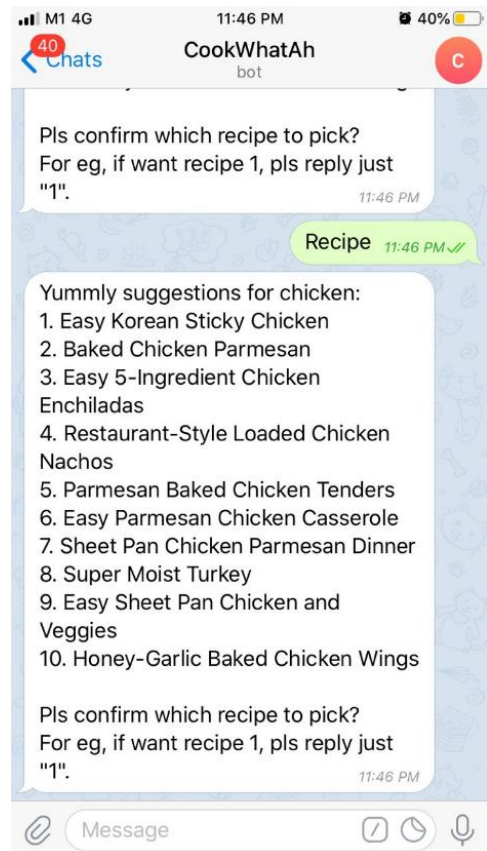 M1 4G 11:46 PM 40%
40
Chats CookWhatAh
bot
C
Pls confirm which recipe to pick?
For eg, if want recipe 1, pls reply just
"1".
11:46 PM
Recipe 11:46 PM
Yummly suggestions for chicken:
1. Easy Korean Sticky Chicken
2. Baked Chicken Parmesan
3. Easy 5-Ingredient Chicken
Enchiladas
4. Restaurant-Style Loaded Chicken
Nachos
5. Parmesan Baked Chicken Tenders
6. Easy Parmesan Chicken Casserole
7. Sheet Pan Chicken Parmesan Dinner
8. Super Moist Turkey
9. Easy Sheet Pan Chicken and
Veggies
10. Honey-Garlic Baked Chicken Wings
Pls confirm which recipe to pick?
For eg, if want recipe 1, pls reply just
"1".
11:46 PM
Message